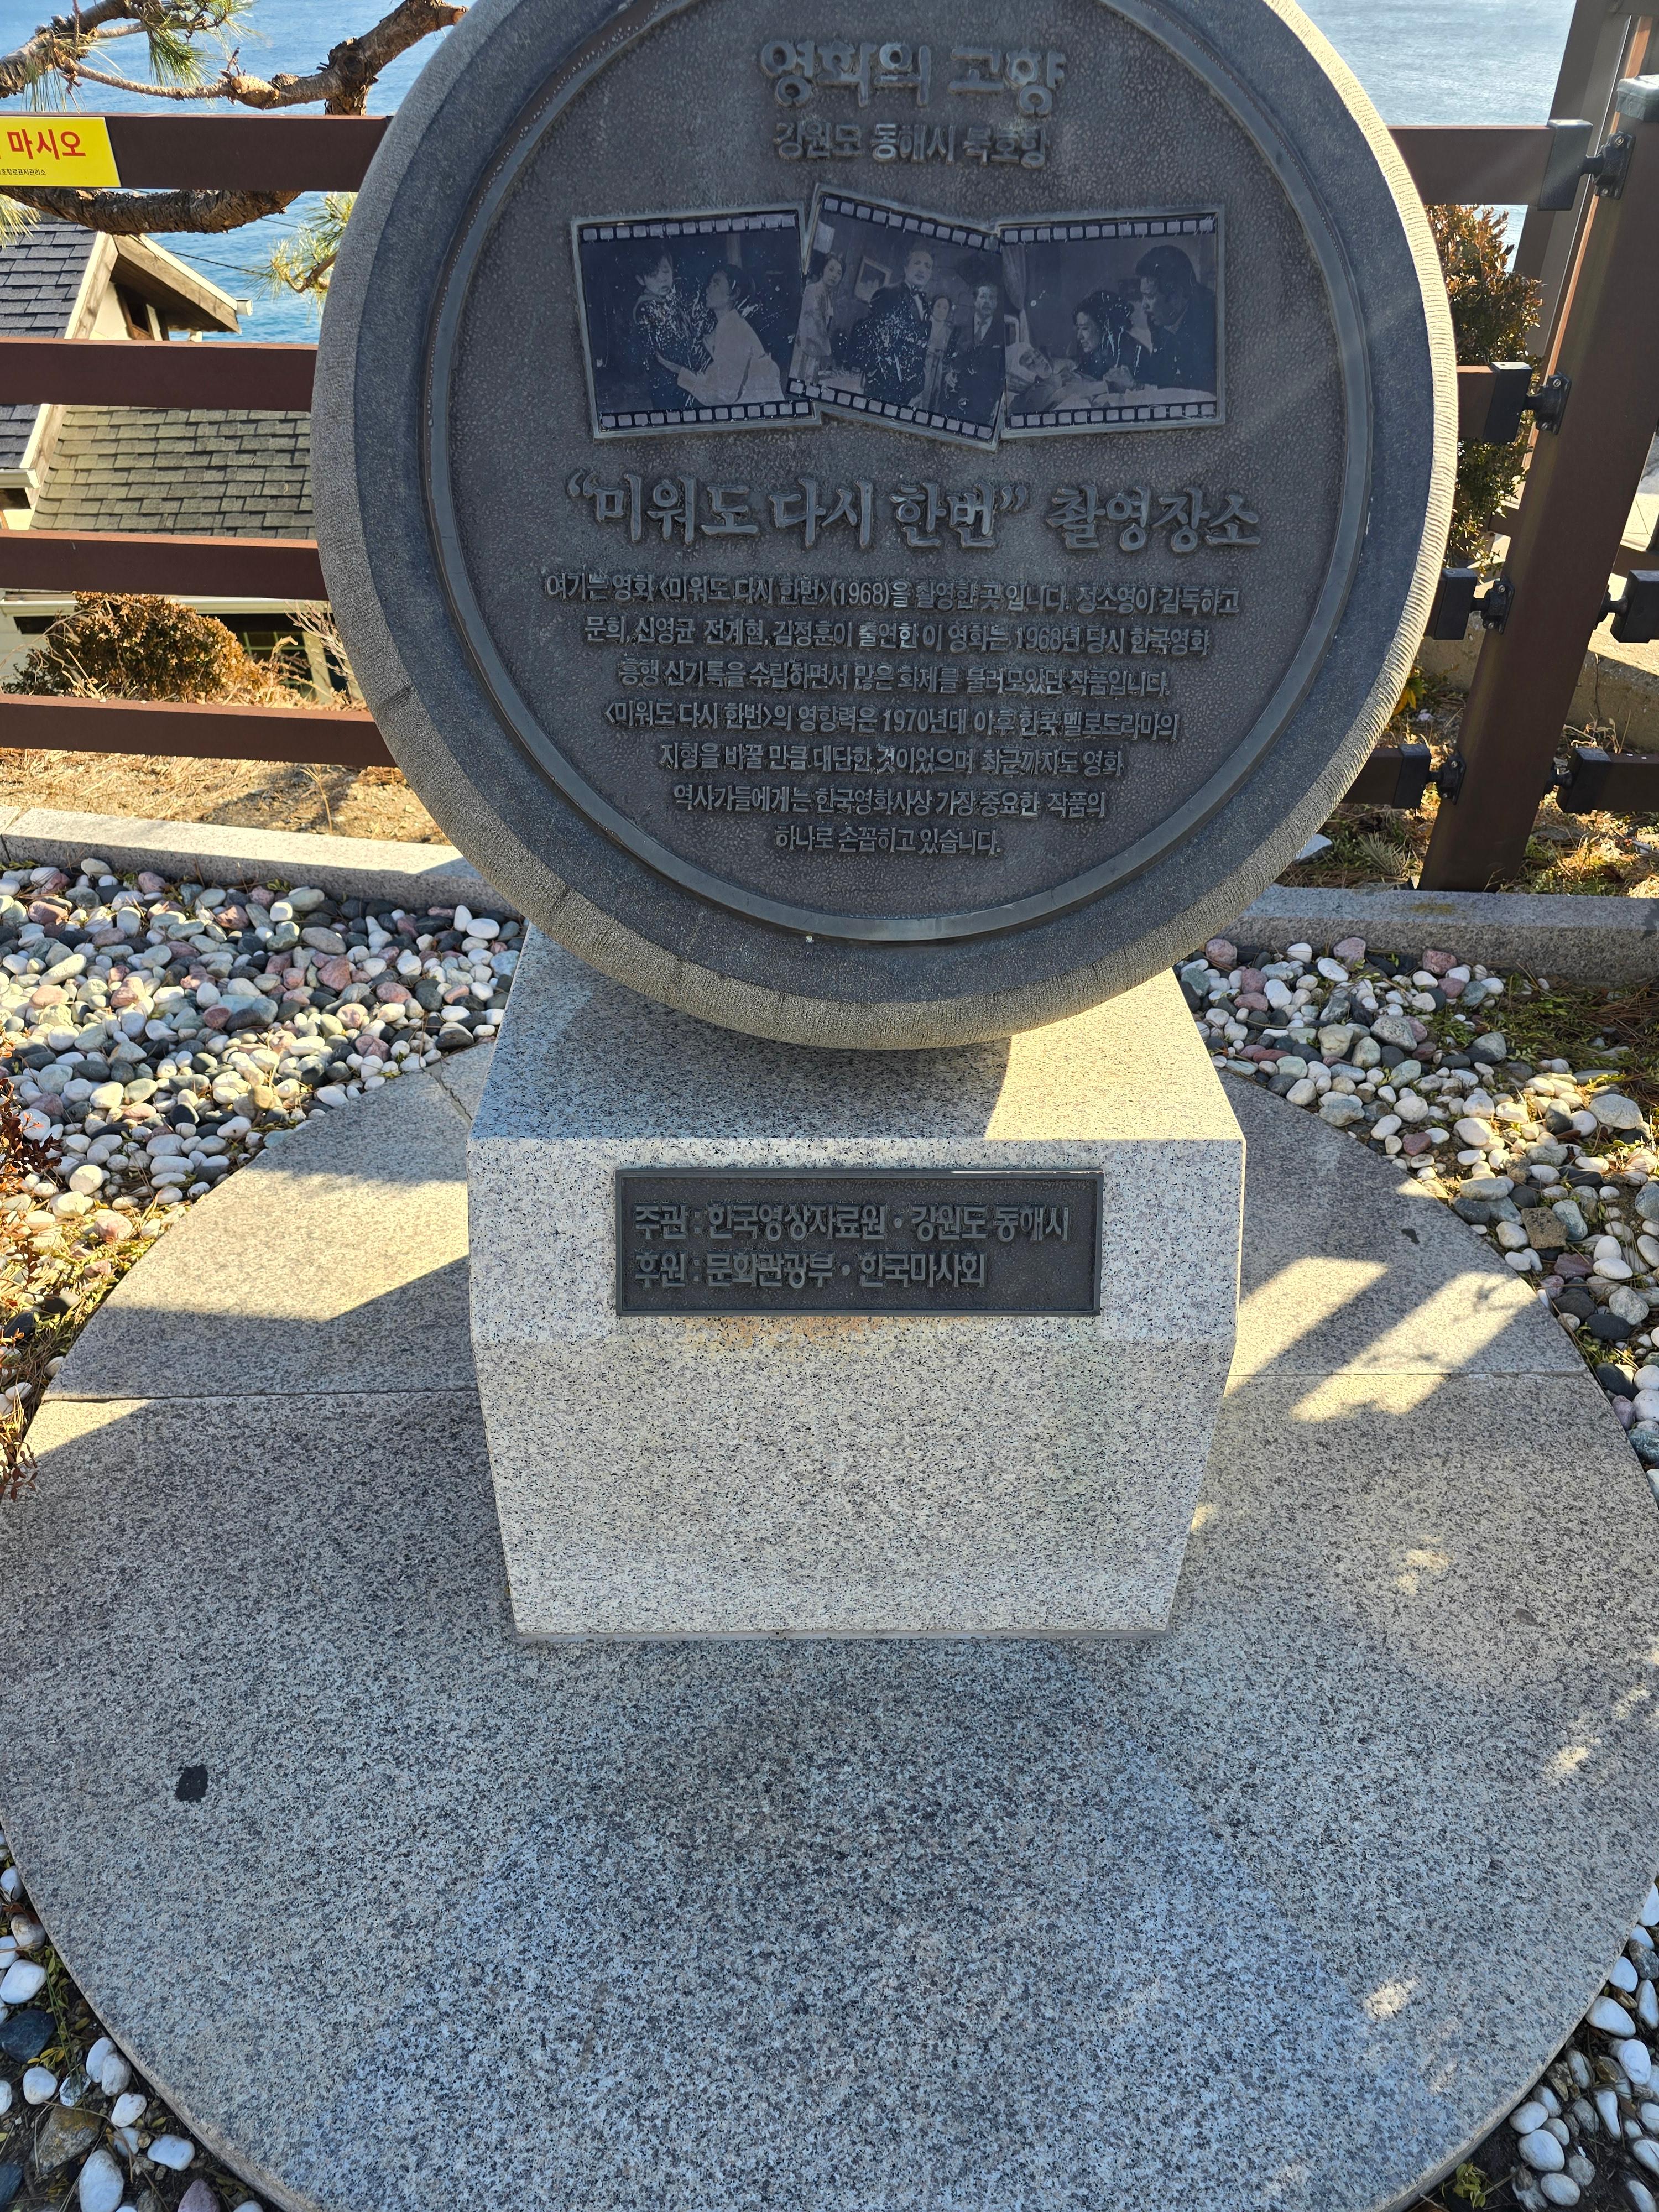 마시오
영화의 고향
강원도 동해시 묵호항
"미워도 다시 한번" 촬영장소
여기는 영화 <미워도 다시 한번>(1968)을 촬영한 곳 입니다. 정소영이 감독하고
문희, 신영균, 전계현, 김정훈이 출연한 이 영화는 1968년 당시 한국영화
흥행 신기록을 수립하면서 많은 화제를 불러모았던 작품입니다.
<미워도 다시 한번>의 영향력은 1970년대 이후 한국 멜로드라마의
지형을 바꿀 만큼 대단한 것이었으며 최근까지도 영화
역사가들에게는 한국영화사상 가장 중요한 작품의
하나로 손꼽히고 있습니다.
주관 : 한국영상자료원 · 강원도 동해시
후원 : 문화관광부 · 한국마사회